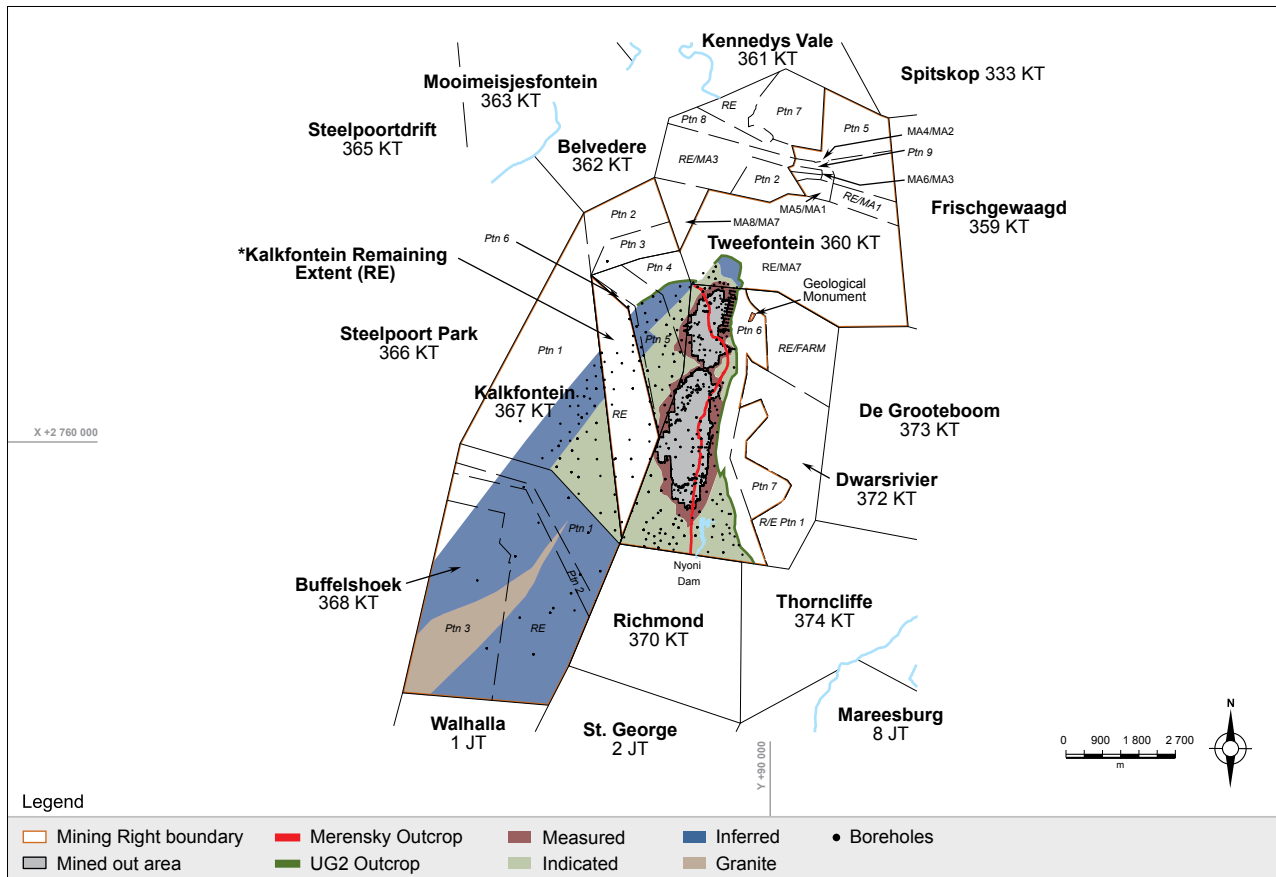 Kennedys Vale
361 KT
Spitskop 333 KT
Mooimeisjesfontein
363 KT
RE
Ptn 7
Ptn 8
Ptn 5
MA4/MA2
Steelpoortdrift
365 KT
Belvedere
362 KT
Ptn 9
RE/MA3
Ptn 2
MA6/MA3
RE/MA1
MA5/MA1
Frischgewaagd
359 KT
Ptn 2
MA8/MA7
Ptn 6
Ptn 3
Tweefontein 360 KT
*Kalkfontein Remaining
Extent (RE)
Ptn 4
RE/MA7
Geological
Monument
Steelpoort Park
366 KT
Ptn 1
Ptn 5
Ptn 6
RE/FARM
Kalkfontein
367 KT
RE
De Grooteboom
373 KT
X +2 760 000
Dwarsrivier
372 KT
Ptn 7
R/E Ptn 1
Ptn 1
Ptn 2
Nyoni
Dam
Buffelshoek
368 KT
Ptn 3
RE
Richmond
370 KT
Thorncliffe
374 KT
Walhalla
1 JT
St. George
2 JT
Mareesburg
8 JT
Y +90 000
N
0 900 1 800 2 700
m
Legend
Mining Right boundary
Merensky Outcrop
Measured
Inferred
Boreholes
Mined out area
UG2 Outcrop
Indicated
Granite